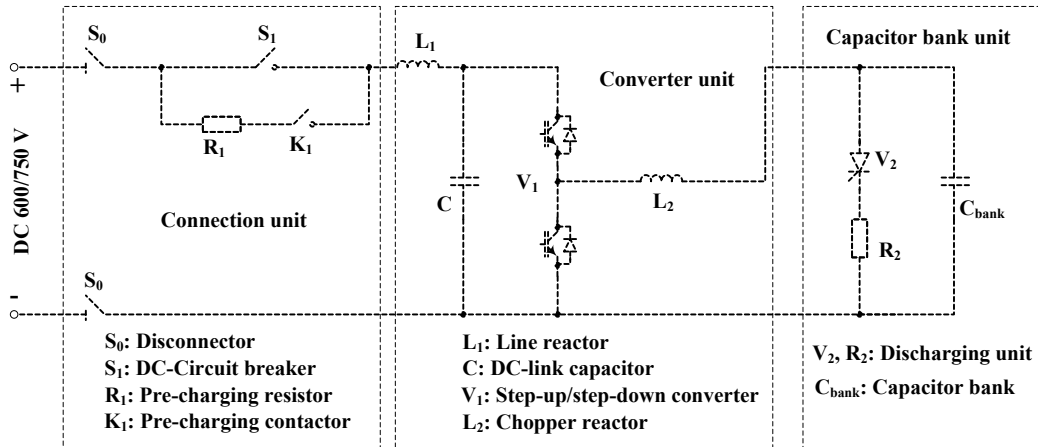 S₀
S₁
L₁
Capacitor bank unit
Converter unit
+
R₁
K₁
V₂
DC 600/750 V
V₁
C
L₂
C_bank
Connection unit
R₂
-
S₀
S₀: Disconnector
S₁: DC-Circuit breaker
R₁: Pre-charging resistor
K₁: Pre-charging contactor
L₁: Line reactor
C: DC-link capacitor
V₁: Step-up/step-down converter
L₂: Chopper reactor
V₂, R₂: Discharging unit
C_bank: Capacitor bank